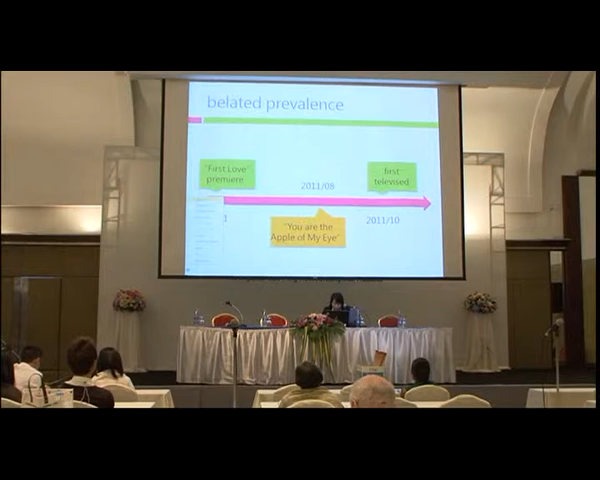 belated prevalence
"First Love"
premiere
2011/08
first
televised
"You are the
Apple of My Eye"
2011/10